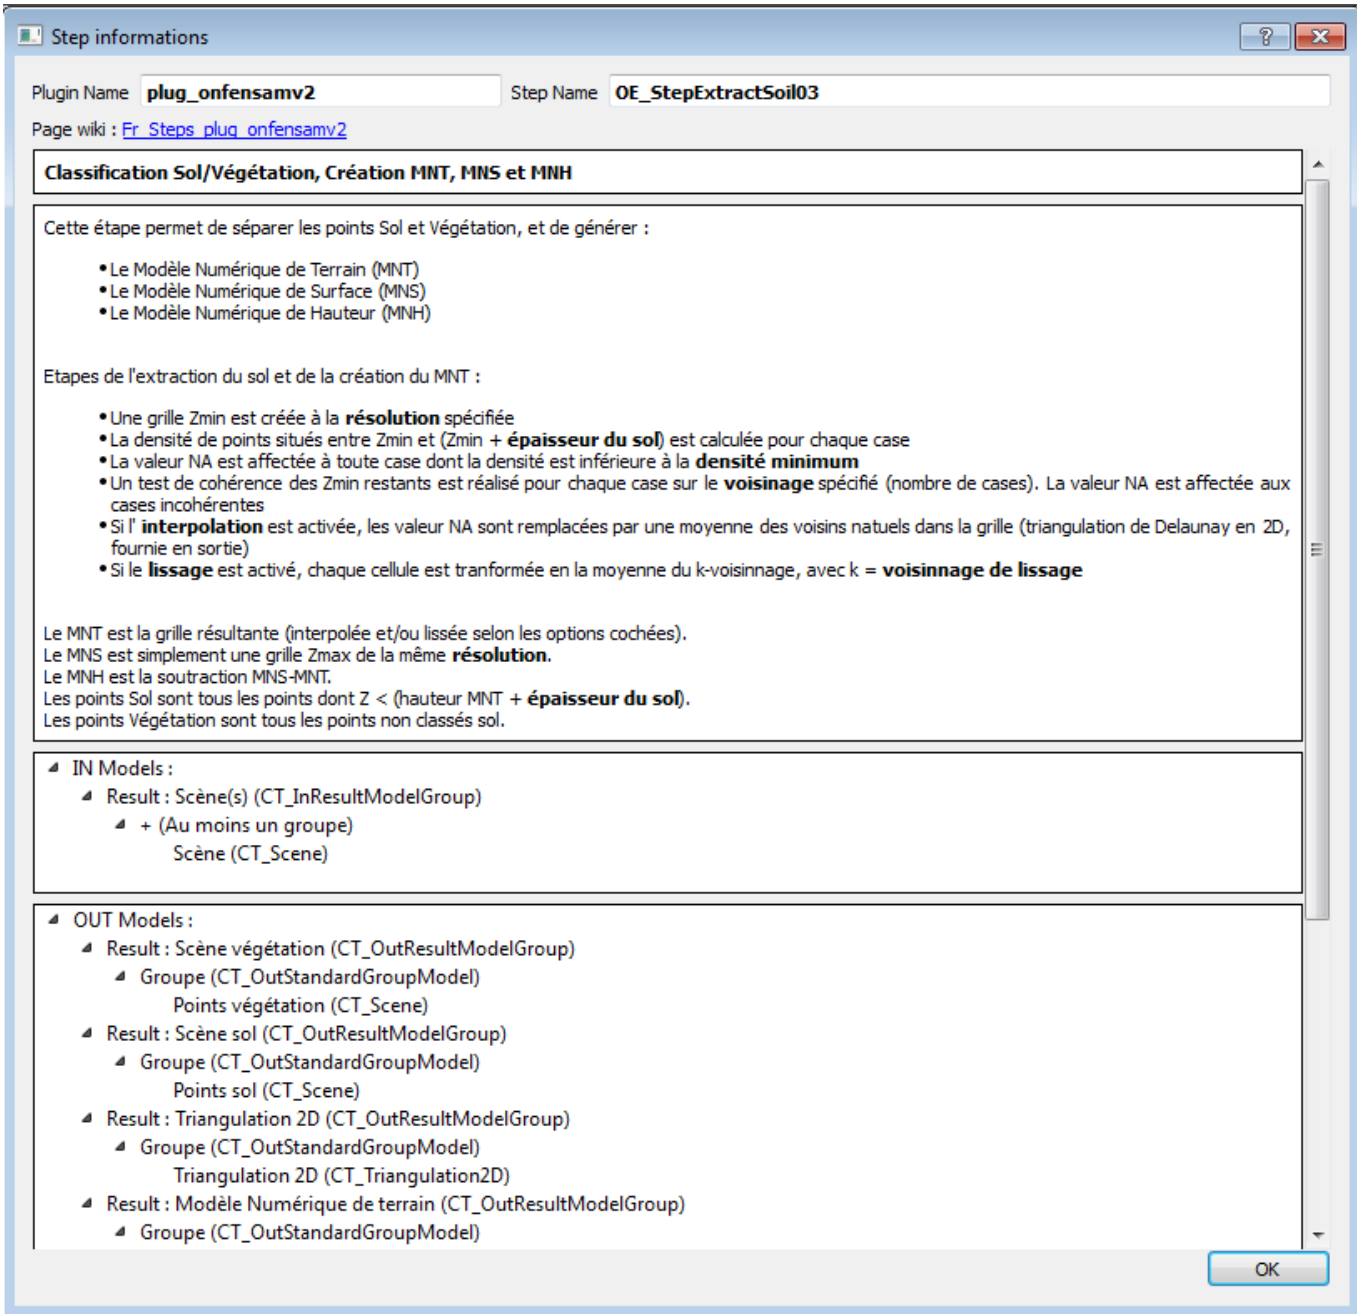 Step informations
Plugin Name plug_onfensamv2 Step Name OE_StepExtractSoil03
Page wiki : Fr_Steps_plug_onfensamv2
Classification Sol/Végétation, Création MNT, MNS et MNH
Cette étape permet de séparer les points Sol et Végétation, et de générer :
• Le Modèle Numérique de Terrain (MNT)
• Le Modèle Numérique de Surface (MNS)
• Le Modèle Numérique de Hauteur (MNH)
Etapes de l'extraction du sol et de la création du MNT :
• Une grille Zmin est créée à la résolution spécifiée
• La densité de points situés entre Zmin et (Zmin + épaisseur du sol) est calculée pour chaque case
• La valeur NA est affectée à toute case dont la densité est inférieure à la densité minimum
• Un test de cohérence des Zmin restants est réalisé pour chaque case sur le voisinage spécifié (nombre de cases). La valeur NA est affectée aux
cases incohérentes
• Si l' interpolation est activée, les valeur NA sont remplacées par une moyenne des voisins natuels dans la grille (triangulation de Delaunay en 2D,
fournie en sortie)
• Si le lissage est activé, chaque cellule est tranformée en la moyenne du k-voisinnage, avec k = voisinnage de lissage
Le MNT est la grille résultante (interpolée et/ou lissée selon les options cochées).
Le MNS est simplement une grille Zmax de la même résolution.
Le MNH est la soutraction MNS-MNT.
Les points Sol sont tous les points dont Z < (hauteur MNT + épaisseur du sol).
Les points Végétation sont tous les points non classés sol.
IN Models :
Result : Scène(s) (CT_InResultModelGroup)
+ (Au moins un groupe)
Scène (CT_Scene)
OUT Models :
Result : Scène végétation (CT_OutResultModelGroup)
Groupe (CT_OutStandardGroupModel)
Points végétation (CT_Scene)
Result : Scène sol (CT_OutResultModelGroup)
Groupe (CT_OutStandardGroupModel)
Points sol (CT_Scene)
Result : Triangulation 2D (CT_OutResultModelGroup)
Groupe (CT_OutStandardGroupModel)
Triangulation 2D (CT_Triangulation2D)
Result : Modèle Numérique de terrain (CT_OutResultModelGroup)
Groupe (CT_OutStandardGroupModel)
OK